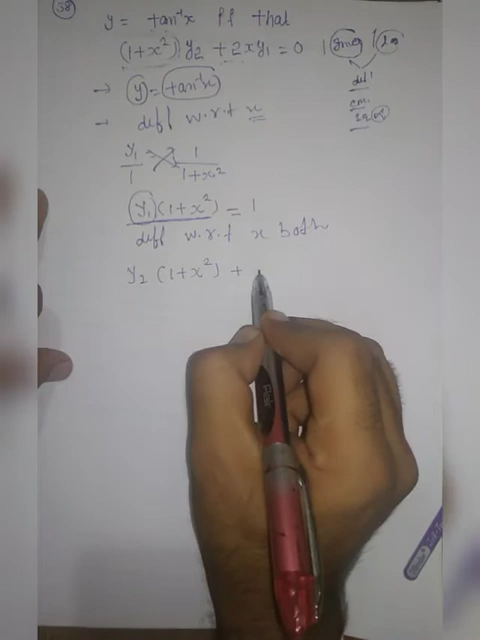 38
y = tan⁻¹x Pf that
(1+x²) y₂ + 2xy₁ = 0
→ y = tan⁻¹x
→ diff w.r.t x
y₁/1 1/1+x²
(y₁)(1+x²) = 1
diff w.r.t x both
y₂ (1+x²) +